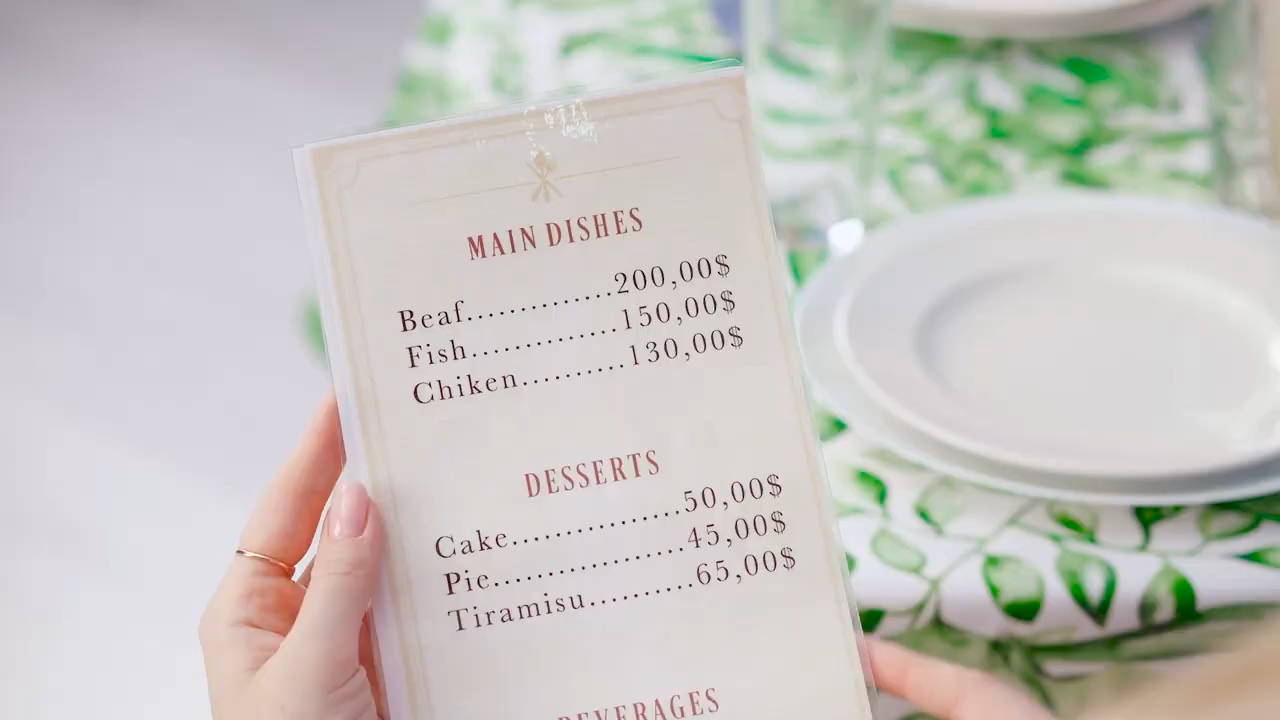 MAIN DISHES
Beaf..............200,00$
Fish................150,00$
Chiken...........130,00$
DESSERTS
Cake..................50,00$
Pie.....................45,00$
Tiramisu...........65,00$
BEVERAGES